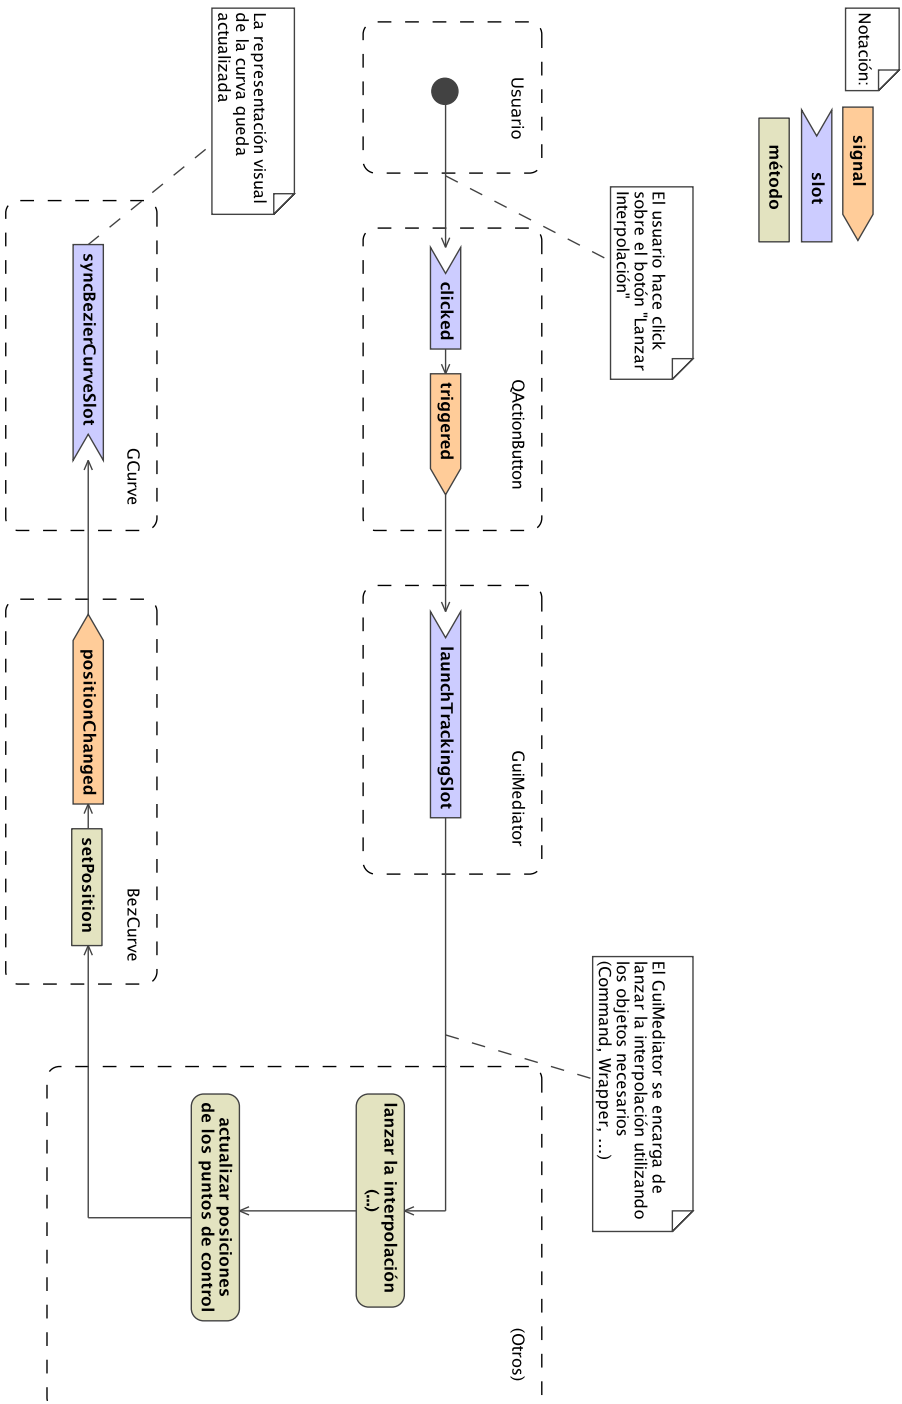 Notación:
signal
slot
método
El usuario hace click
sobre el botón "Lanzar
Interpolación"
El GuiMediator se encarga de
lanzar la interpolación utilizando
los objetos necesarios
(Command, Wrapper, ...)
Usuario
QActionButton
clicked
triggered
GuiMediator
launchTrackingSlot
(Otros)
lanzar la interpolación
(...)
actualizar posiciones
de los puntos de control
La representación visual
de la curva queda
actualizada
GCurve
syncBezierCurveSlot
BezCurve
positionChanged
setPosition